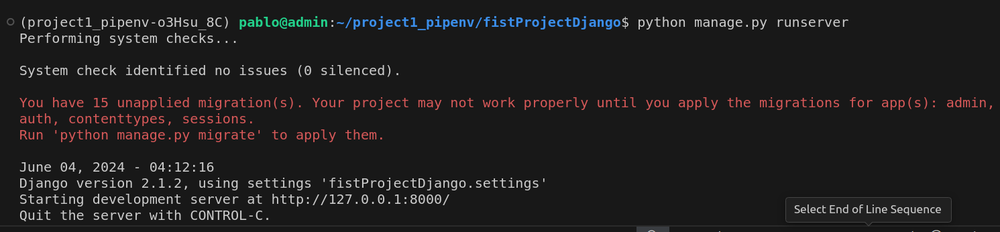 (project1_pipenv-o3Hsu_8C) pablo@admin:~/project1_pipenv/fistProjectDjango$ python manage.py runserver
Performing system checks...
System check identified no issues (0 silenced).
You have 15 unapplied migration(s). Your project may not work properly until you apply the migrations for app(s): admin,
auth, contenttypes, sessions.
Run 'python manage.py migrate' to apply them.
June 04, 2024 - 04:12:16
Django version 2.1.2, using settings 'fistProjectDjango.settings'
Starting development server at http://127.0.0.1:8000/
Quit the server with CONTROL-C.
Select End of Line Sequence